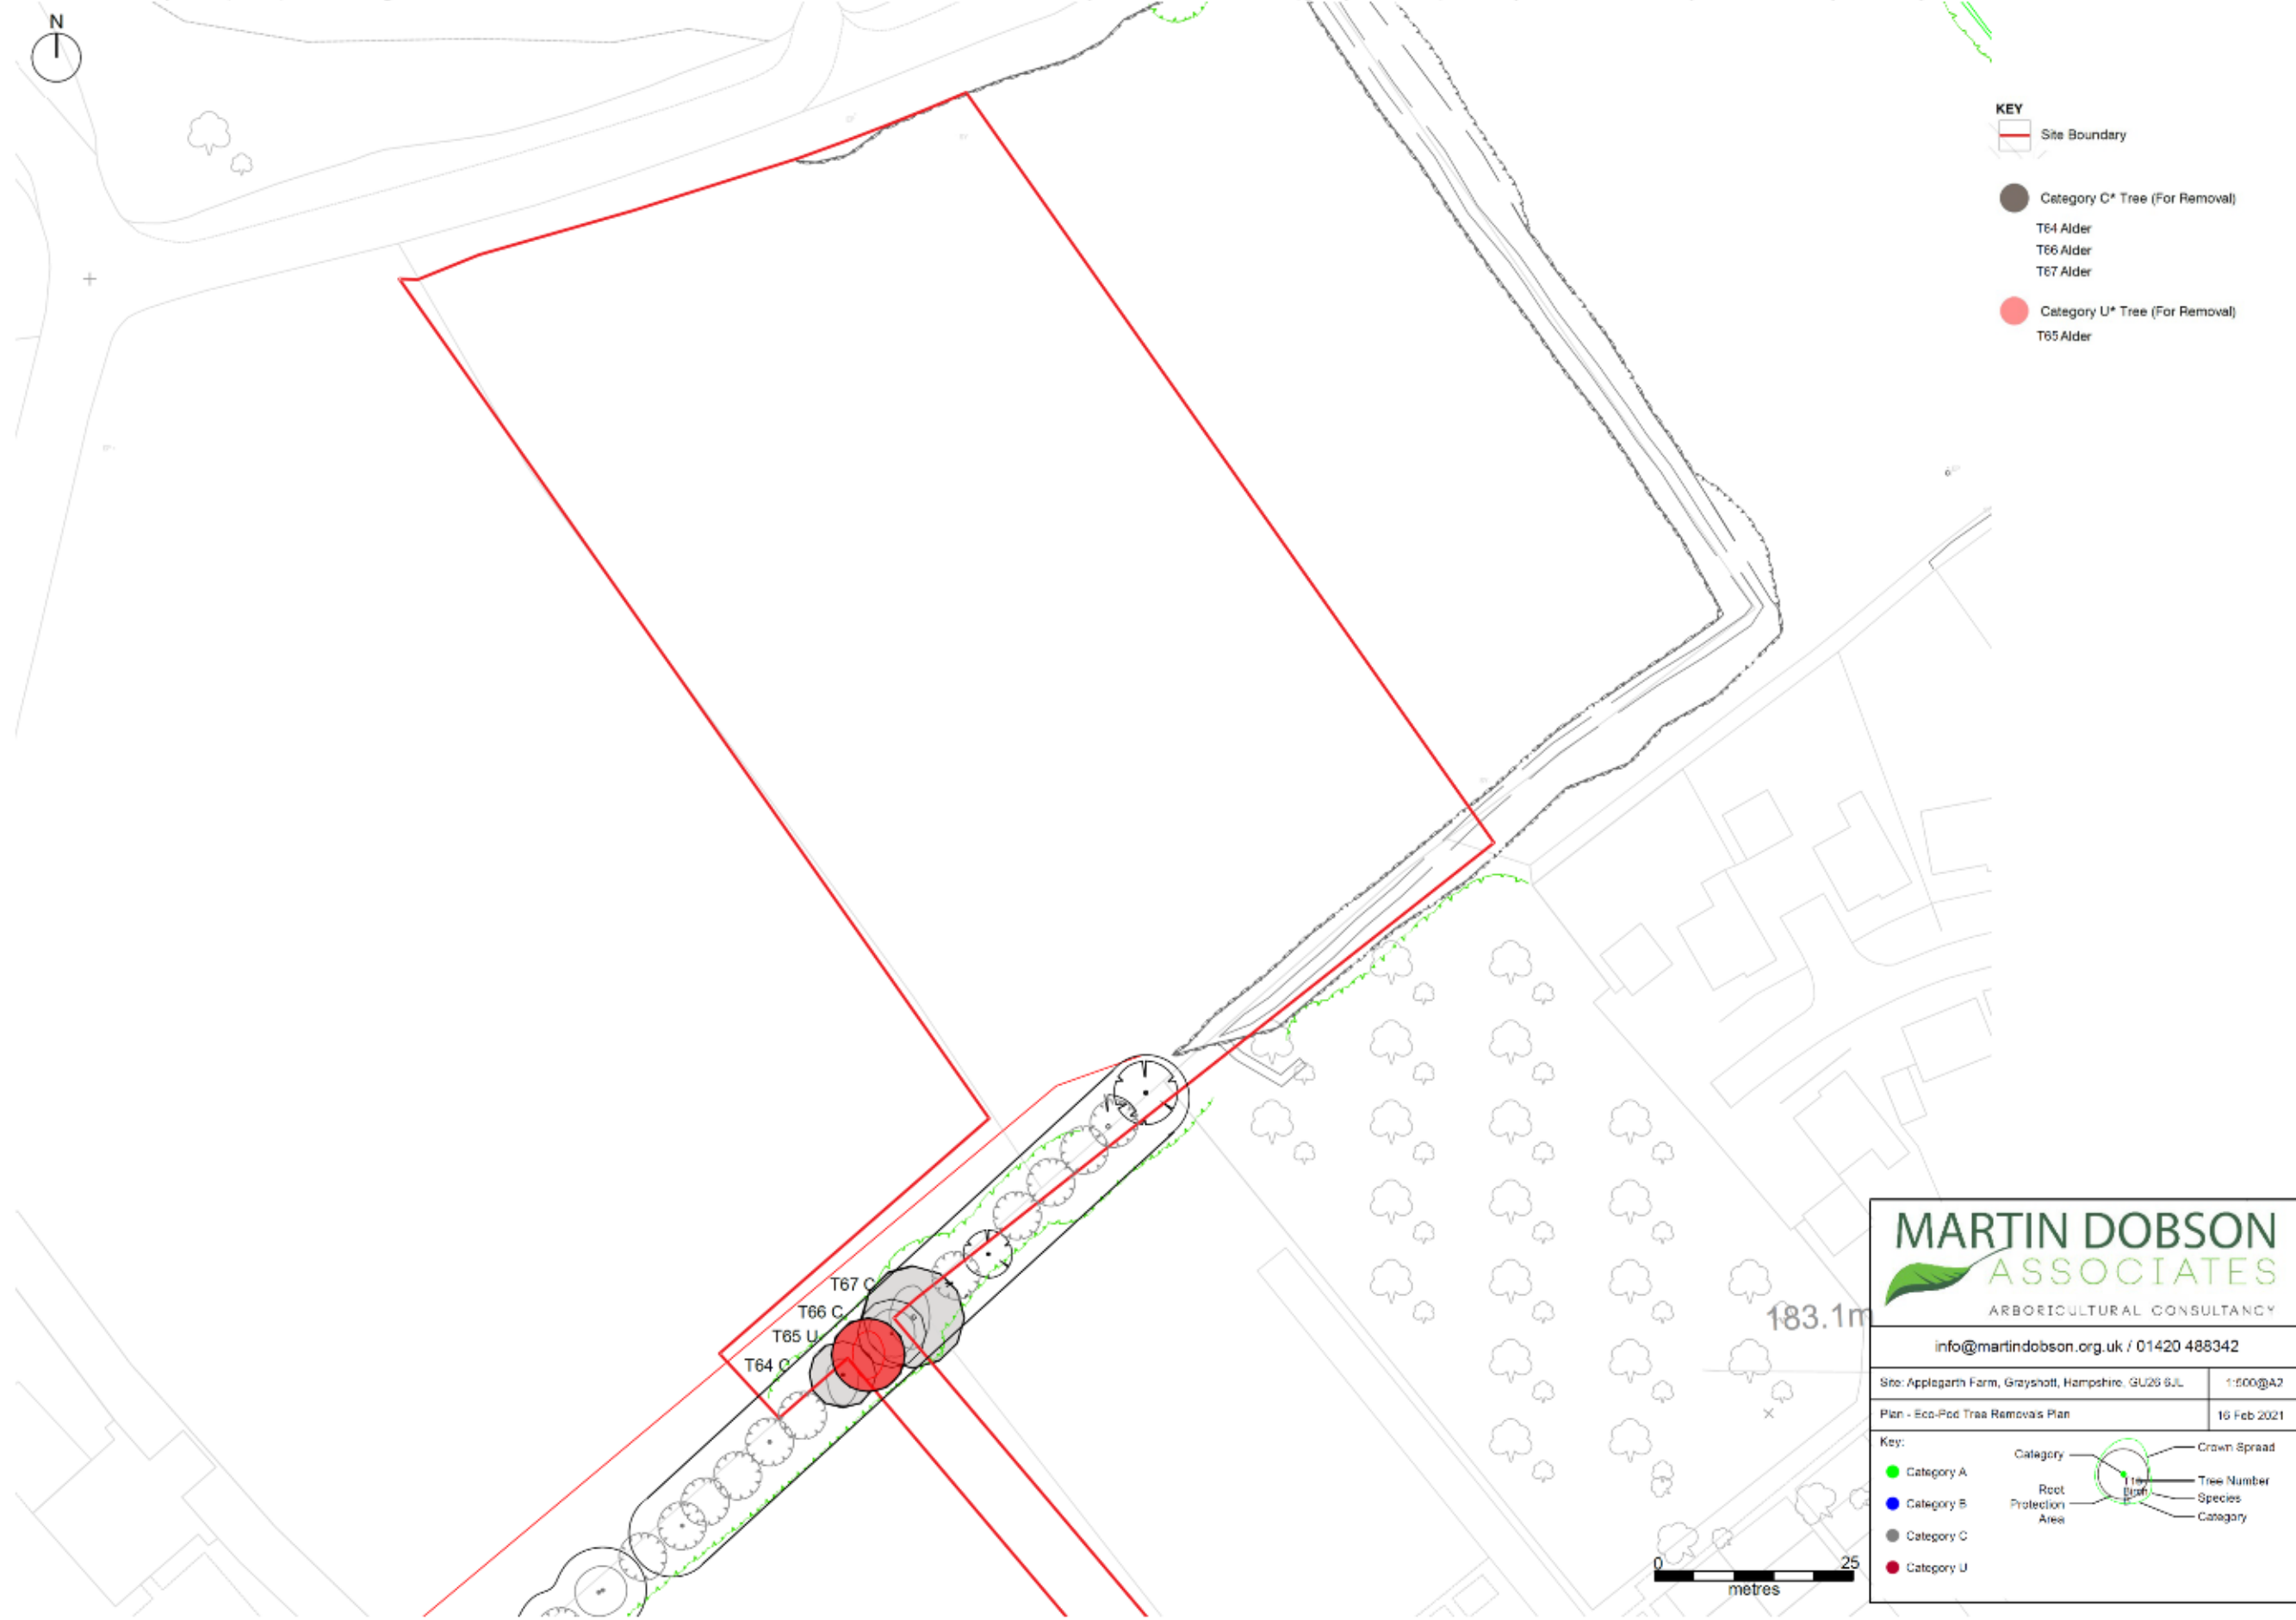 N
KEY
Site Boundary
Category C* Tree (For Removal)
T64 Alder
T66 Alder
T67 Alder
Category U* Tree (For Removal)
T65 Alder
T67 C
T66 C
T65 U
T64 C
183.1m
0 25
metres
MARTIN DOBSON
ASSOCIATES
ARBORICULTURAL CONSULTANCY
info@martindobson.org.uk / 01420 488342
Site: Applegarth Farm, Grayshott, Hampshire, GU26 6JL 1:500@A2
Plan - Eco-Pod Tree Removals Plan 16 Feb 2021
Key:
Category A
Category B
Category C
Category U
Category
Root
Protection
Area
Crown Spread
Tree Number
Species
Category